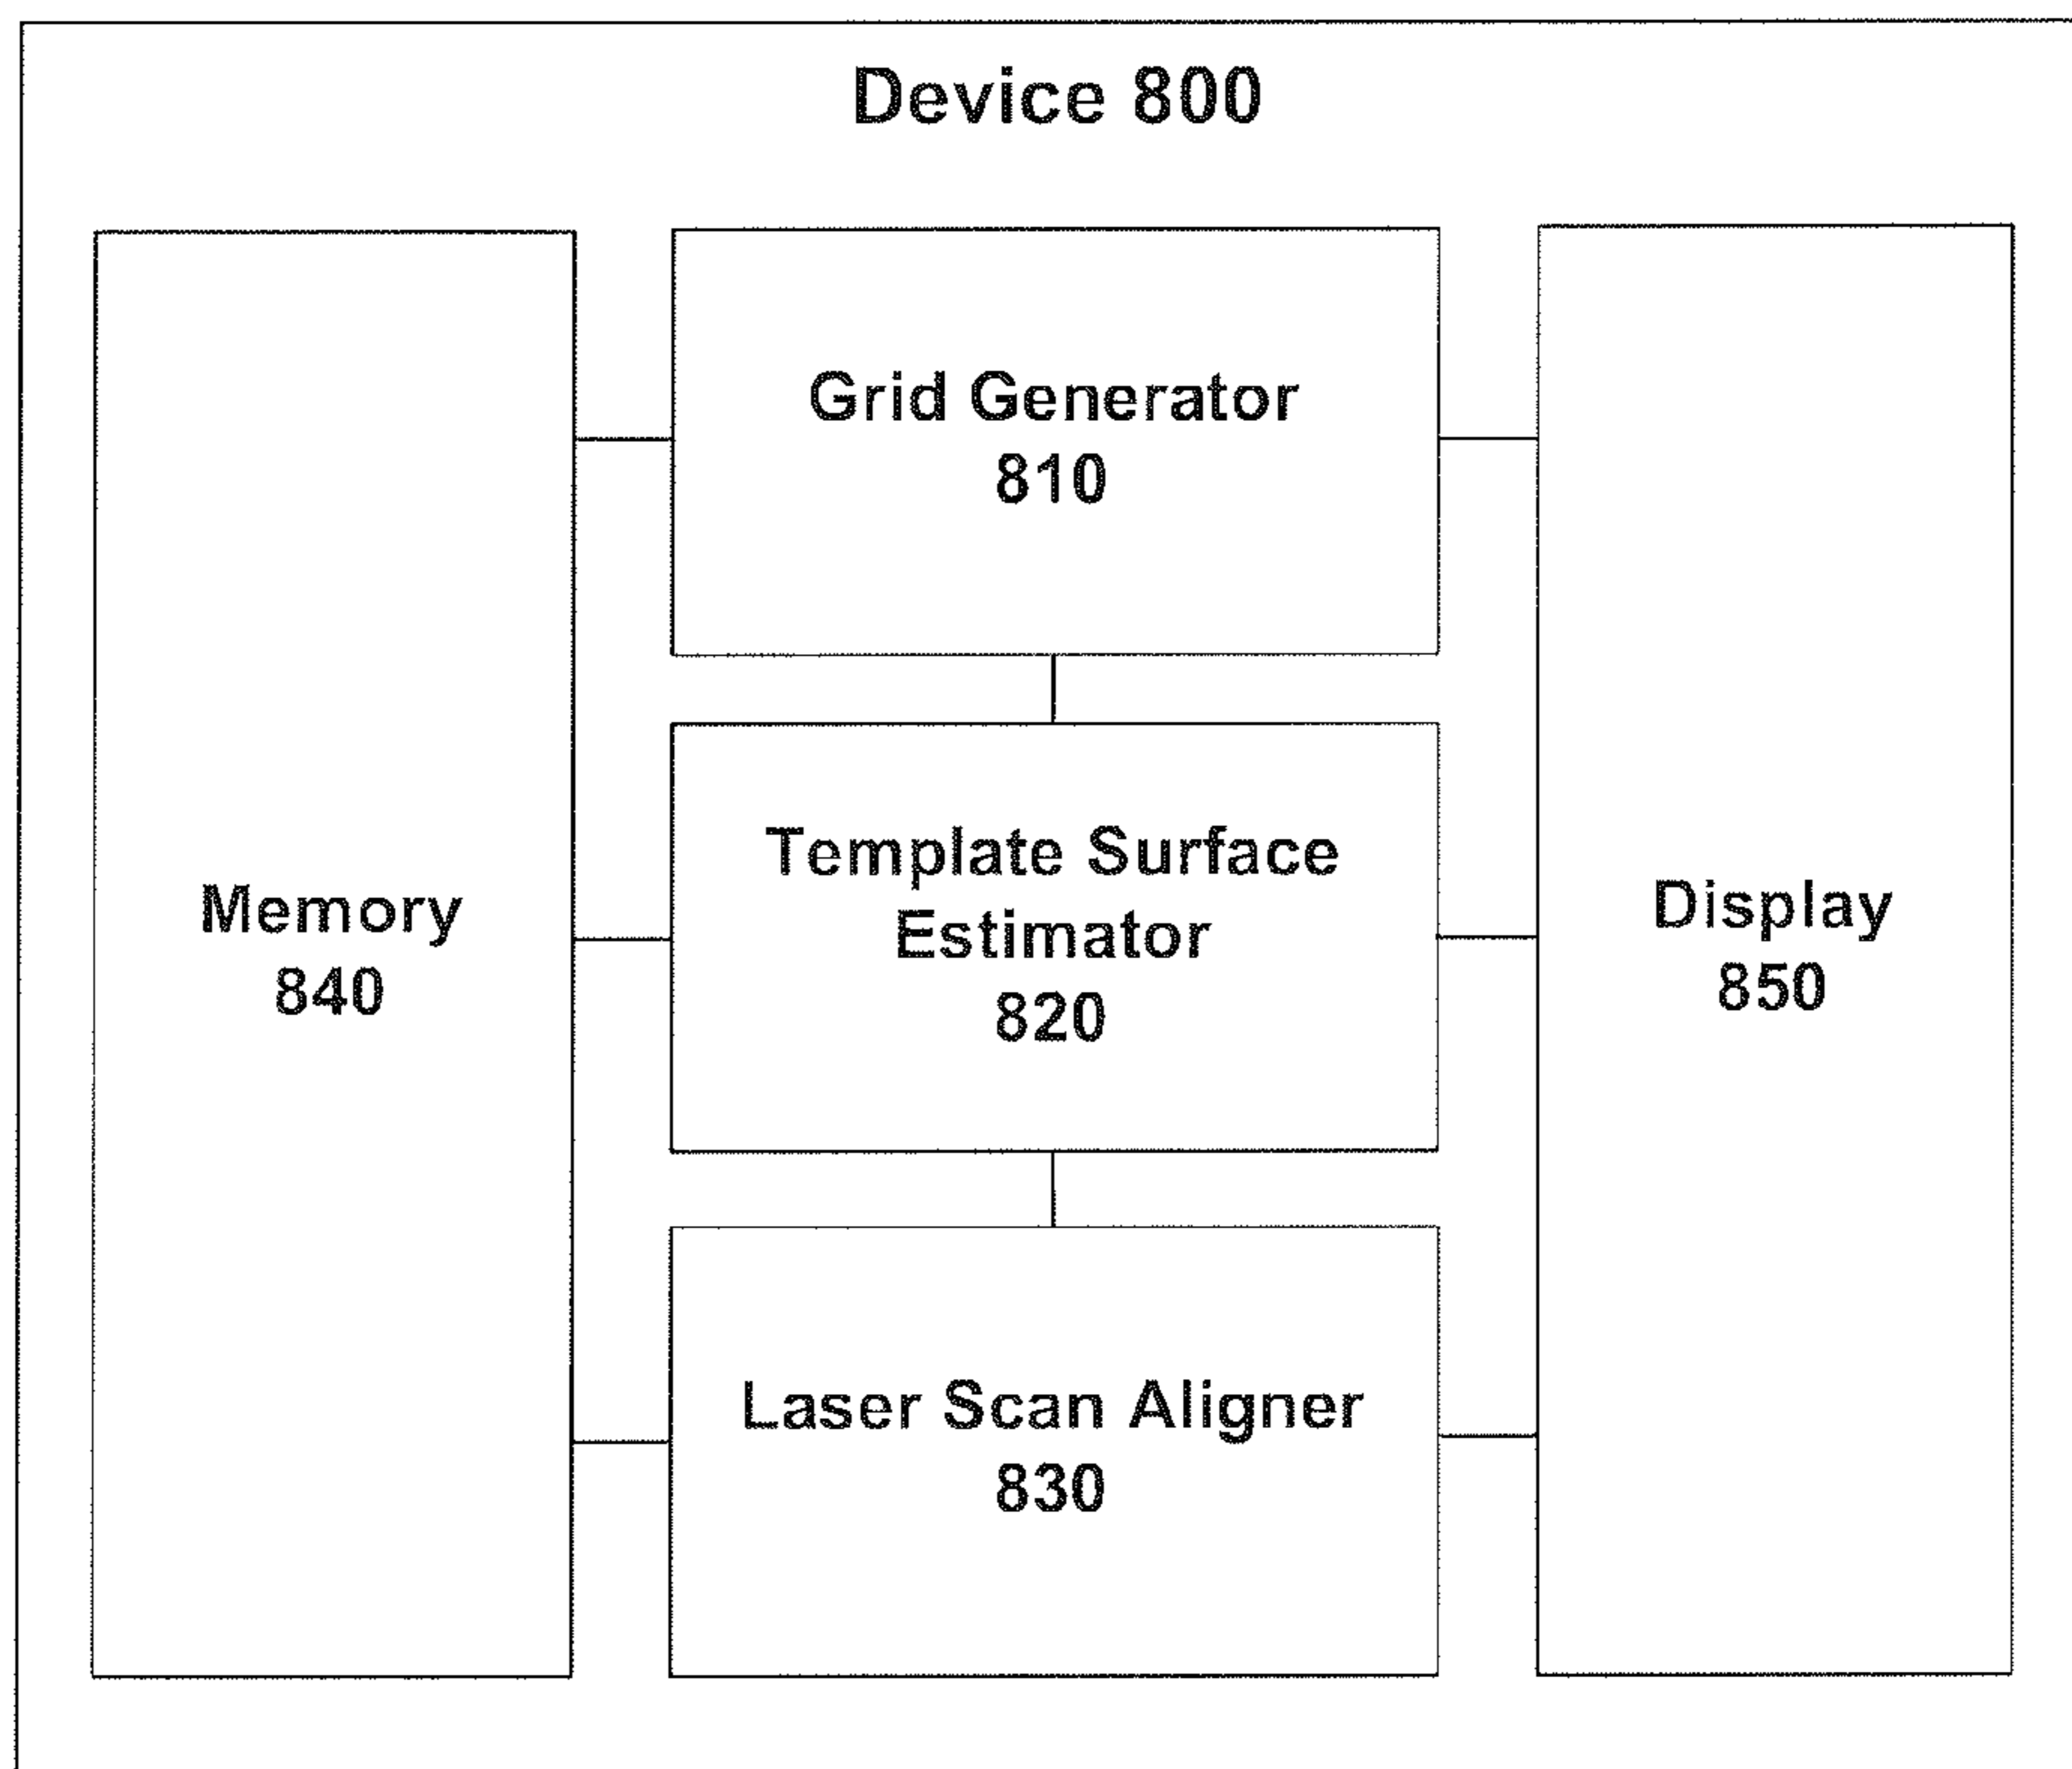 Device 800
Grid Generator
810
Memory
840
Template Surface
Estimator
820
Display
850
Laser Scan Aligner
830